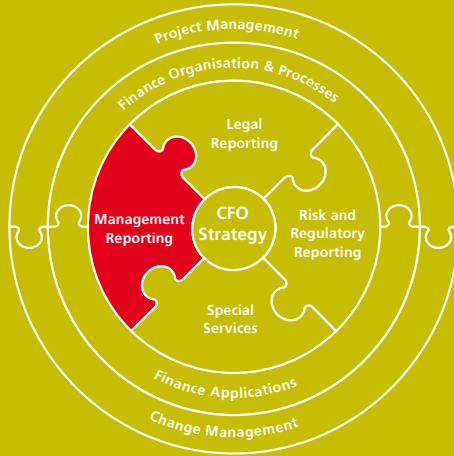 Project Management
Finance Organisation & Processes
Legal
Reporting
Management
Reporting
CFO
Strategy
Risk and
Regulatory
Reporting
Special
Services
Finance Applications
Change Management